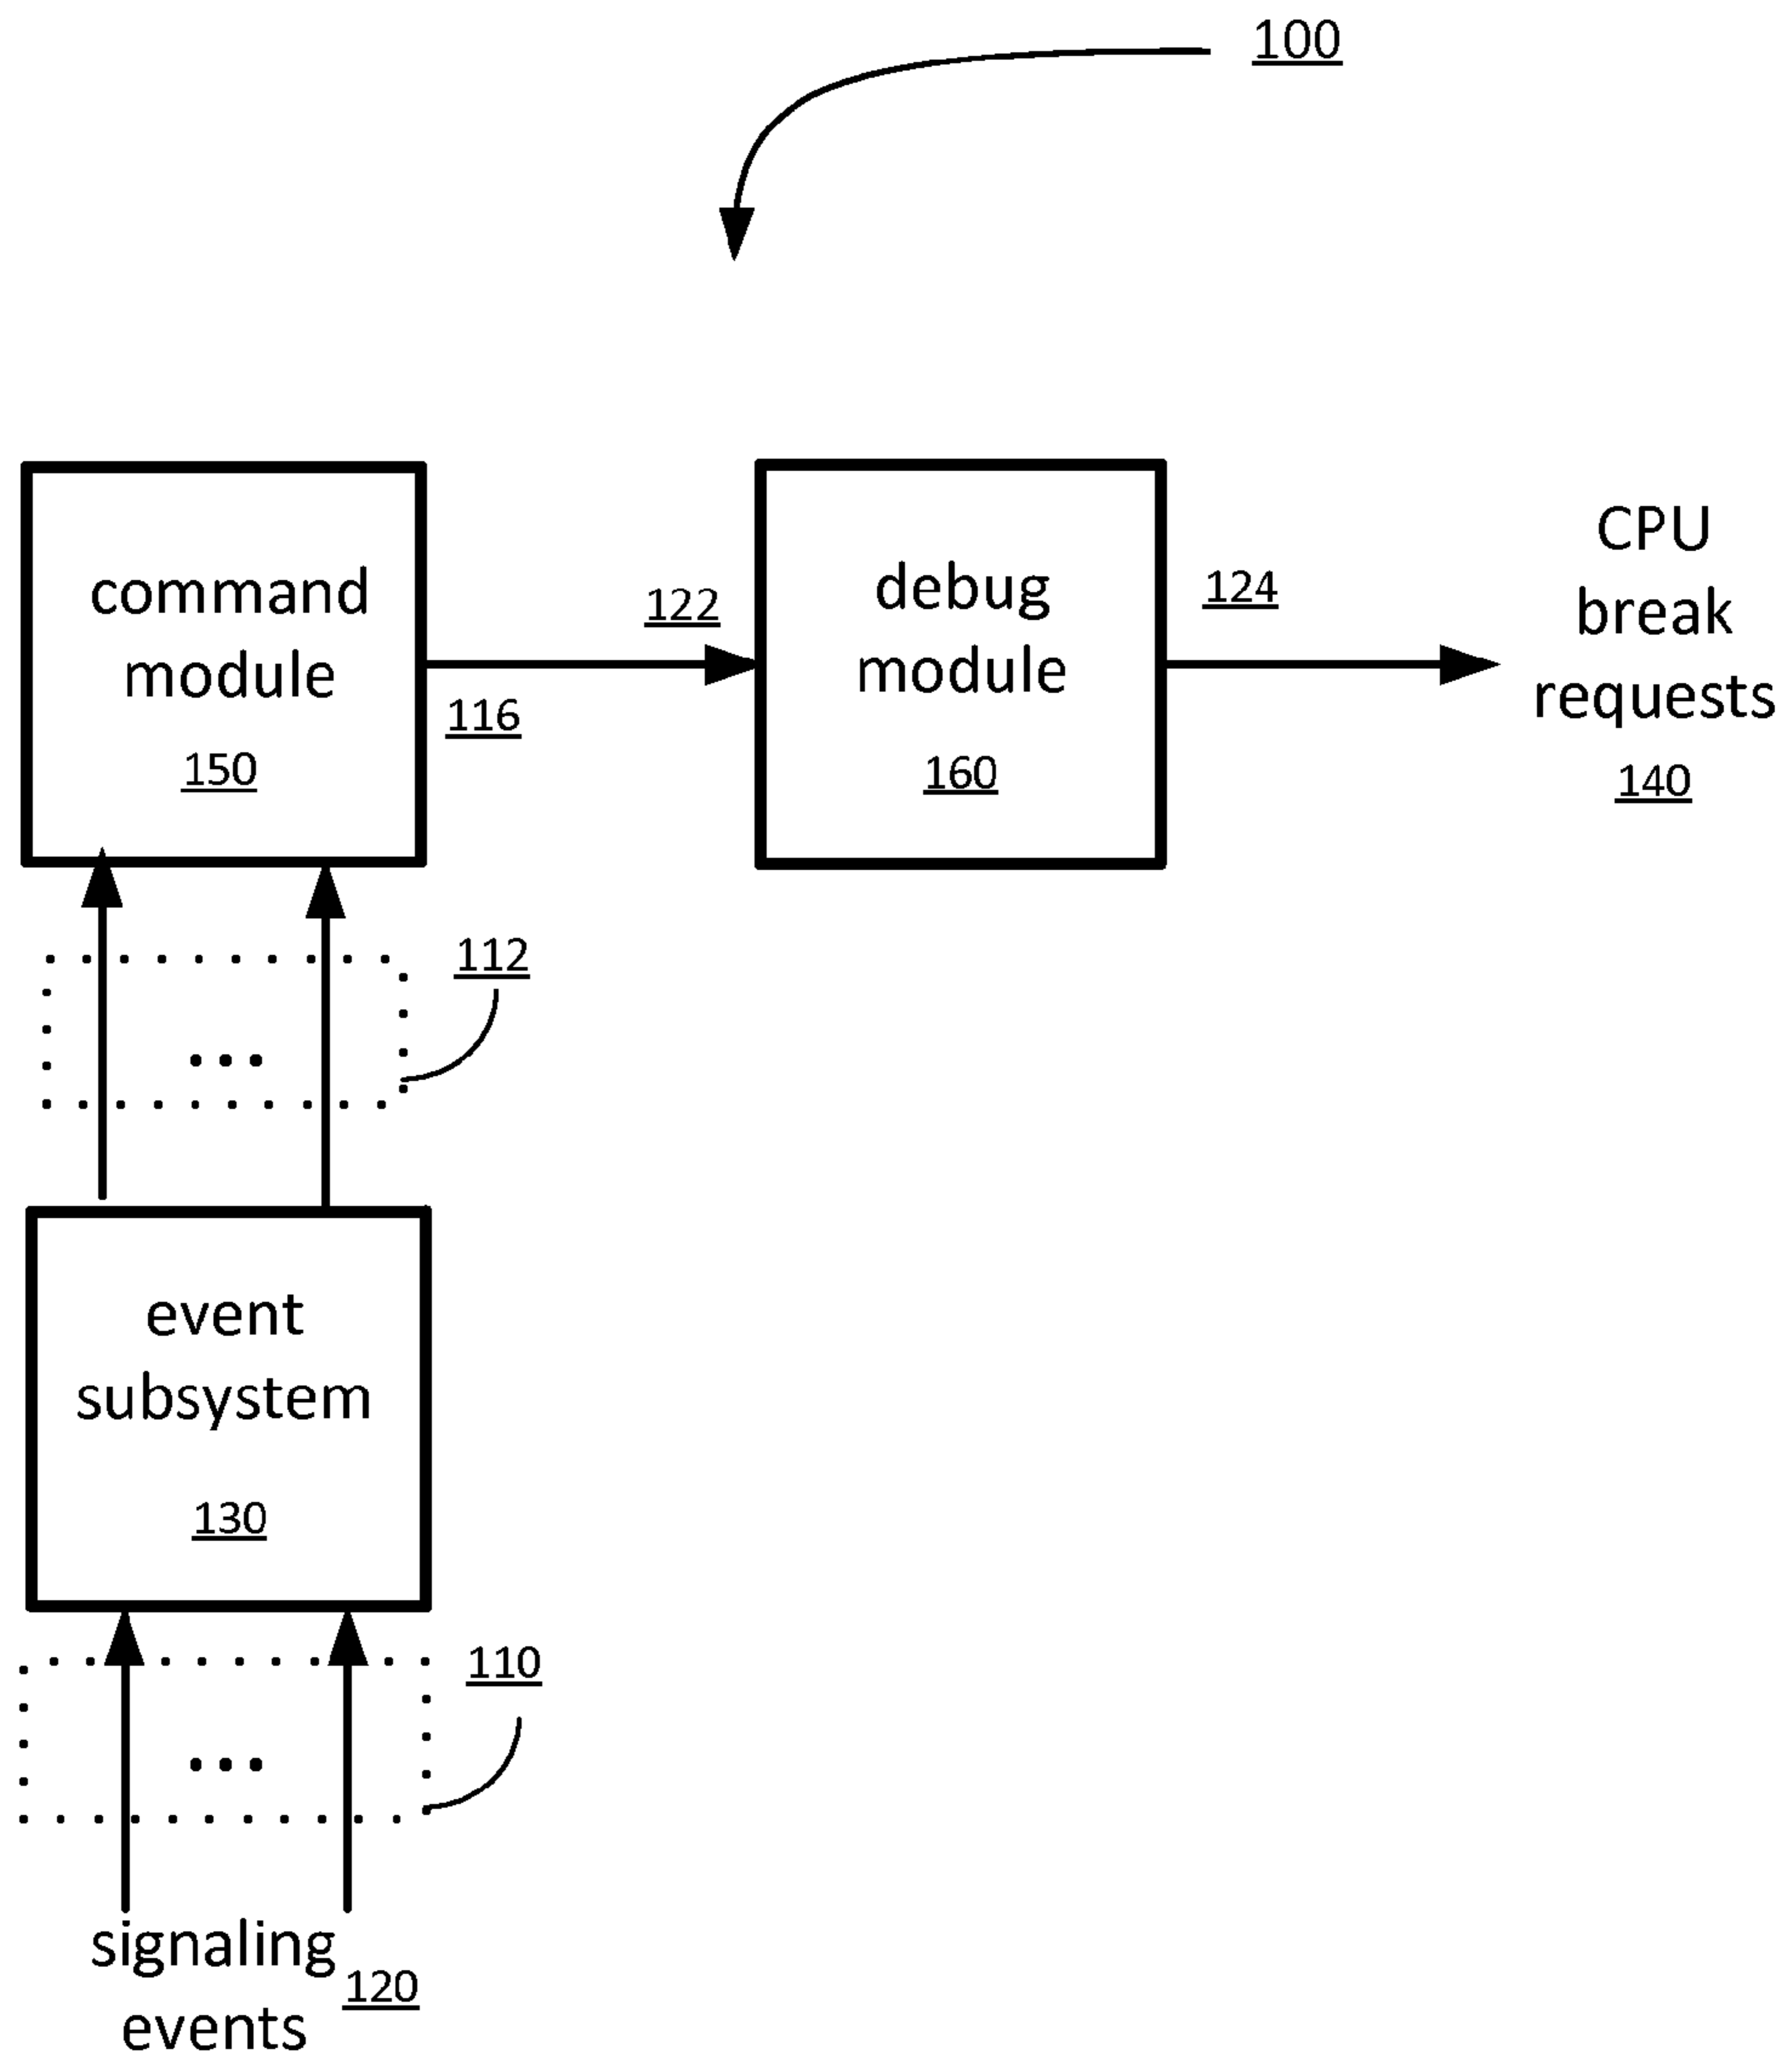 100
command
module
150
116
122
debug
module
160
124
CPU
break
requests
140
112
...
event
subsystem
130
110
...
signaling
events
120